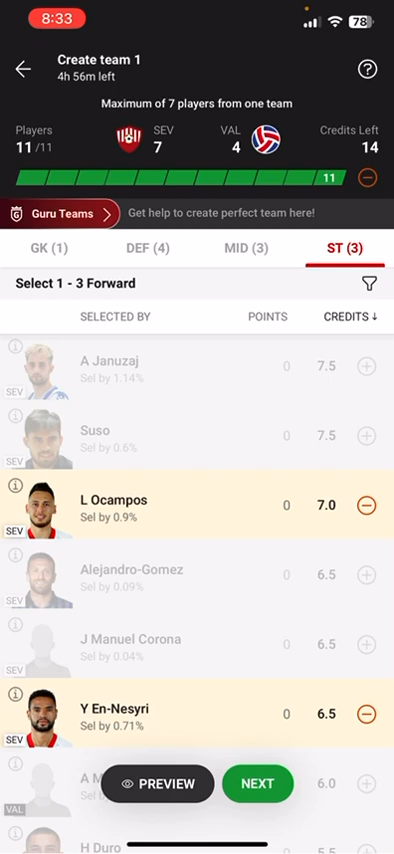 8:33
78
Create team 1
4h 56m left
Maximum of 7 players from one team
Players
11/11
SEV
7
VAL
4
Credits Left
14
11
Guru Teams
Get help to create perfect team here!
GK (1)
DEF (4)
MID (3)
ST (3)
Select 1 - 3 Forward
SELECTED BY
POINTS
CREDITS↓
A Januzaj
Sel by 1.14%
0
7.5
SEV
Suso
Sel by 0.6%
0
7.5
SEV
L Ocampos
Sel by 0.9%
0
7.0
SEV
Alejandro-Gomez
Sel by 0.09%
0
6.5
SEV
J Manuel Corona
Sel by 0.04%
0
6.5
SEV
Y En-Nesyri
Sel by 0.71%
0
6.5
SEV
A M
Sel b
6.0
VAL
PREVIEW
NEXT
H Duro
0
5.5